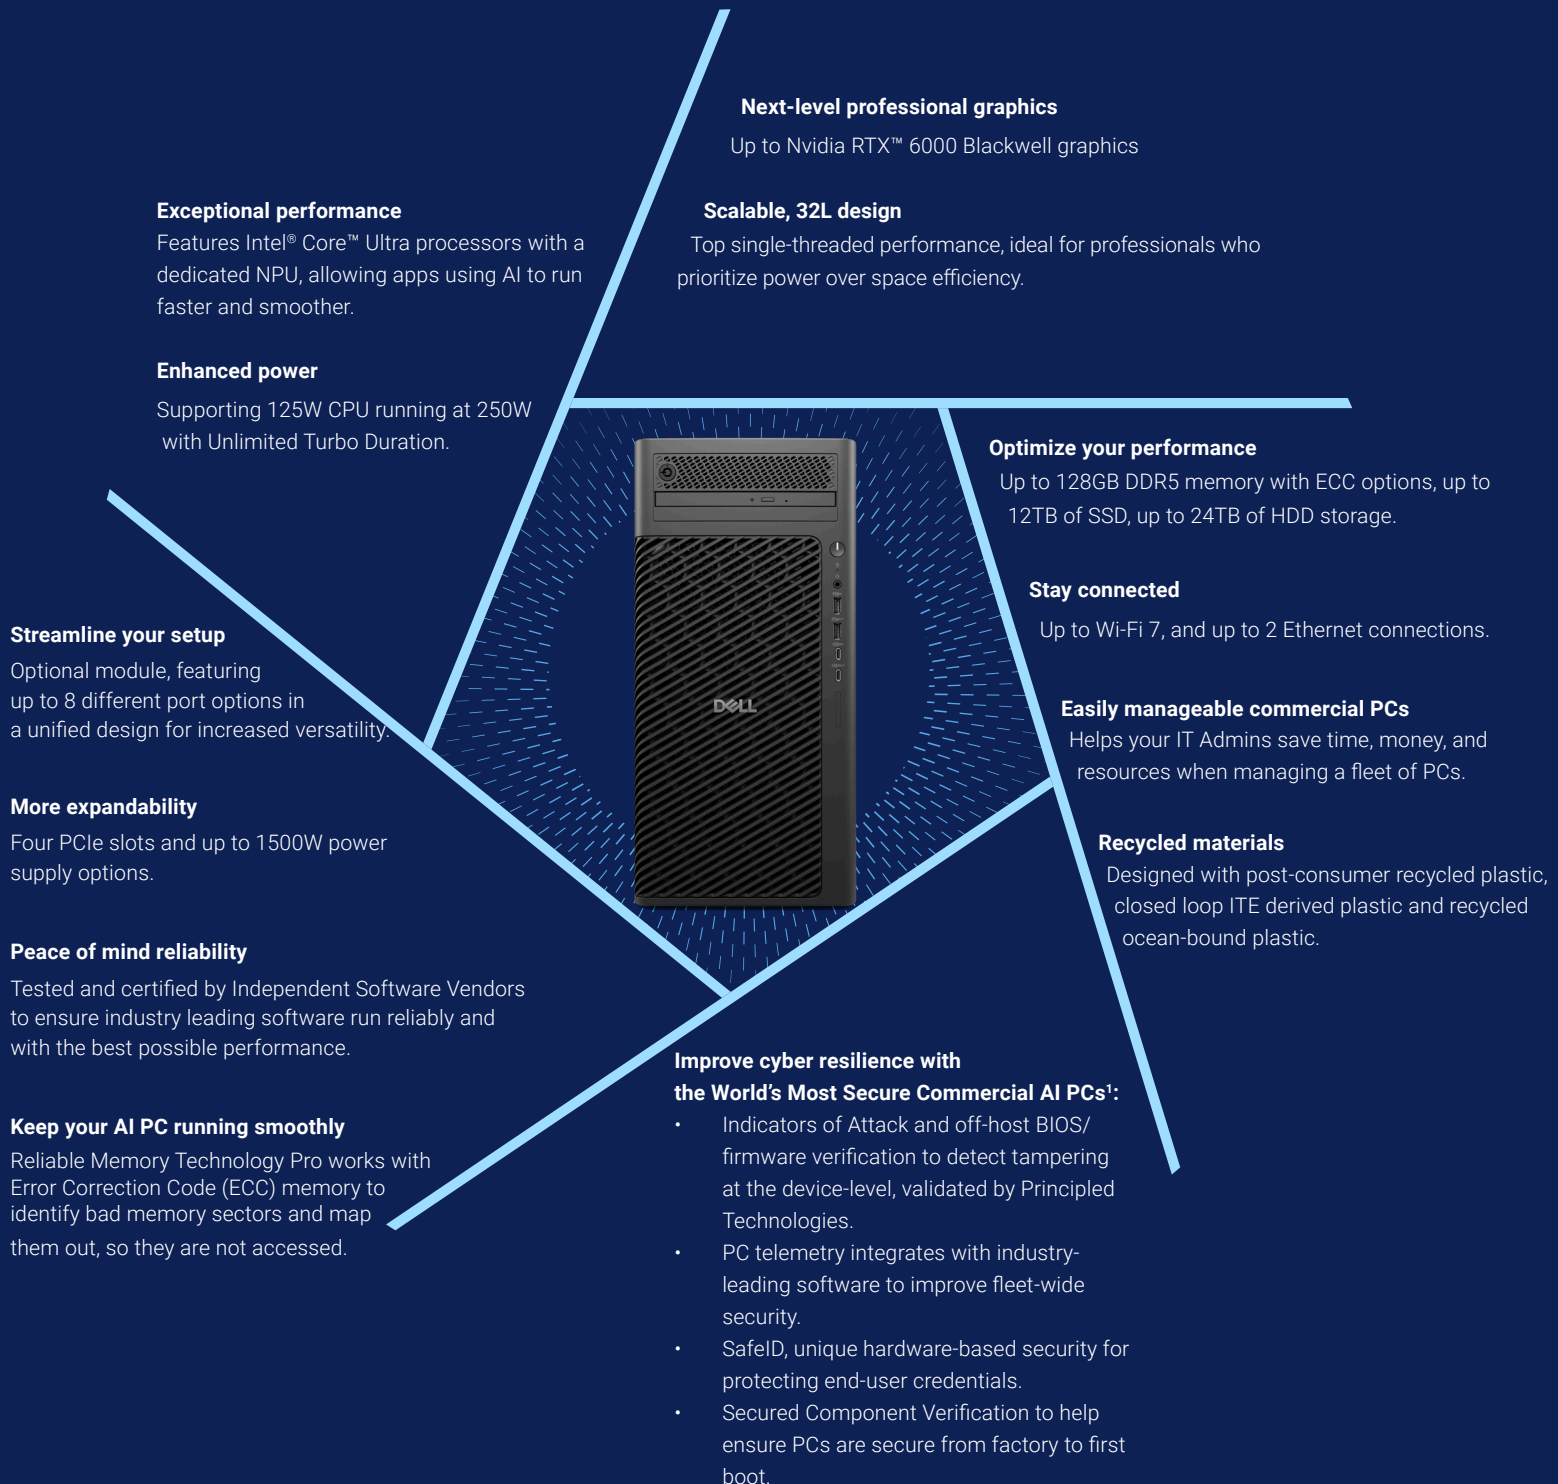 Next-level professional graphics
Up to Nvidia RTX™ 6000 Blackwell graphics
Scalable, 32L design
Top single-threaded performance, ideal for professionals who
prioritize power over space efficiency.
Exceptional performance
Features Intel® Core™ Ultra processors with a
dedicated NPU, allowing apps using AI to run
faster and smoother.
Enhanced power
Supporting 125W CPU running at 250W
with Unlimited Turbo Duration.
Optimize your performance
Up to 128GB DDR5 memory with ECC options, up to
12TB of SSD, up to 24TB of HDD storage.
Stay connected
Up to Wi-Fi 7, and up to 2 Ethernet connections.
Easily manageable commercial PCs
Helps your IT Admins save time, money, and
resources when managing a fleet of PCs.
Recycled materials
Designed with post-consumer recycled plastic,
closed loop ITE derived plastic and recycled
ocean-bound plastic.
DELL
Streamline your setup
Optional module, featuring
up to 8 different port options in
a unified design for increased versatility.
More expandability
Four PCIe slots and up to 1500W power
supply options.
Peace of mind reliability
Tested and certified by Independent Software Vendors
to ensure industry leading software run reliably and
with the best possible performance.
Keep your AI PC running smoothly
Reliable Memory Technology Pro works with
Error Correction Code (ECC) memory to
identify bad memory sectors and map
them out, so they are not accessed.
Improve cyber resilience with
the World's Most Secure Commercial AI PCs¹:
• Indicators of Attack and off-host BIOS/
firmware verification to detect tampering
at the device-level, validated by Principled
Technologies.
• PC telemetry integrates with industry-
leading software to improve fleet-wide
security.
• SafeID, unique hardware-based security for
protecting end-user credentials.
• Secured Component Verification to help
ensure PCs are secure from factory to first
boot.